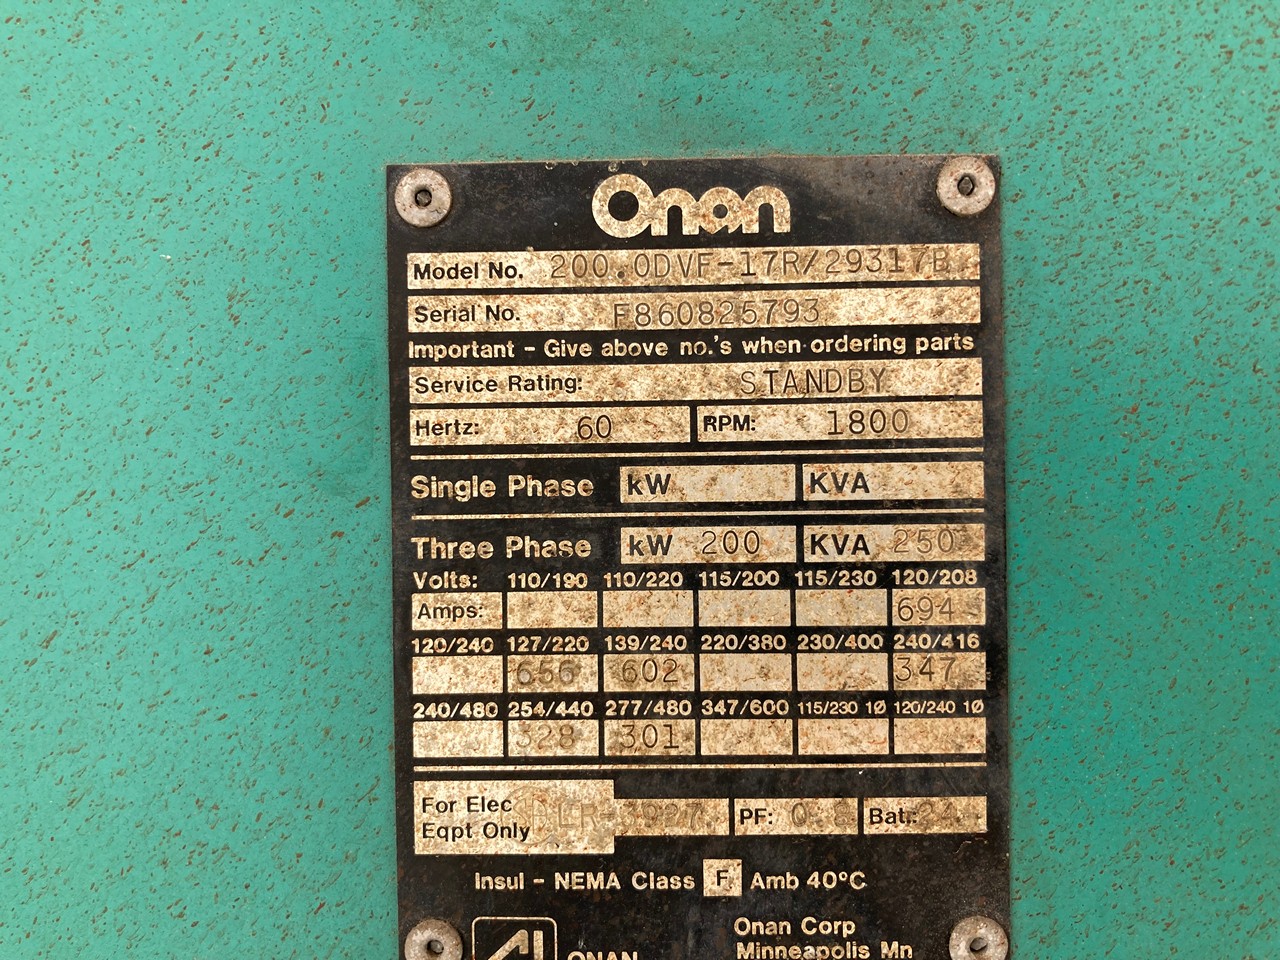 Onan
Model No. 200.0DVF-17R/29317B
Serial No. F860825793
Important - Give above no.'s when ordering parts
Service Rating: STANDBY
Hertz: 60 RPM: 1800
Single Phase kW KVA
Three Phase kW 200 KVA 250
Volts: 110/190 110/220 115/200 115/230 120/208
Amps: 694
120/240 127/220 139/240 220/380 230/400 240/416
656 602 347
240/480 254/440 277/480 347/600 115/230 1Ø 120/240 1Ø
328 301
For Elec
Eqpt Only PF: 0.8 Bat.: 24
Insul - NEMA Class F Amb 40°C
Onan Corp
ONAN Minneapolis Mn